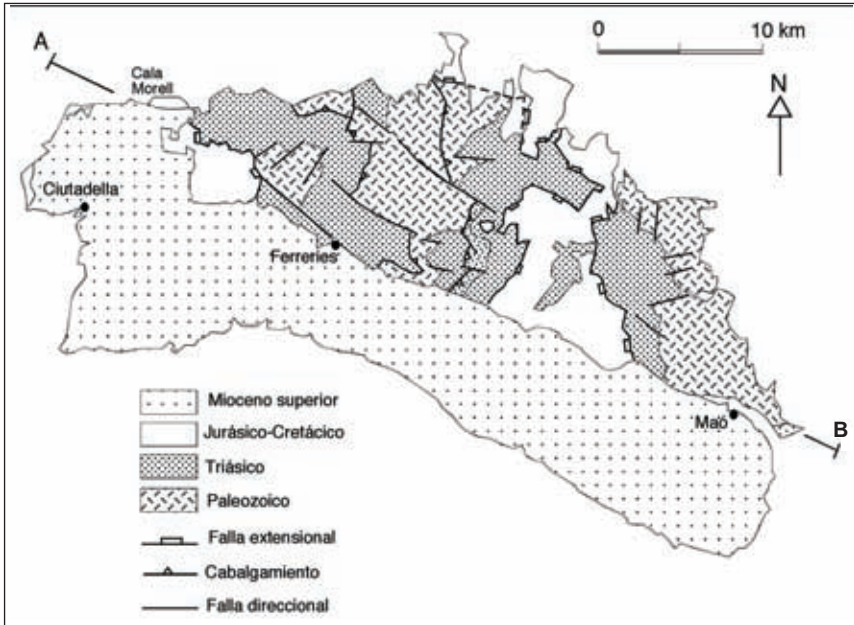 A
0 10 km
Cala
Morell
N
Ciutadella
Ferreries
Mioceno superior
Jurásico-Cretácico
Triásico
Paleozoico
Falla extensional
Cabalgamiento
Falla direccional
Maó
B